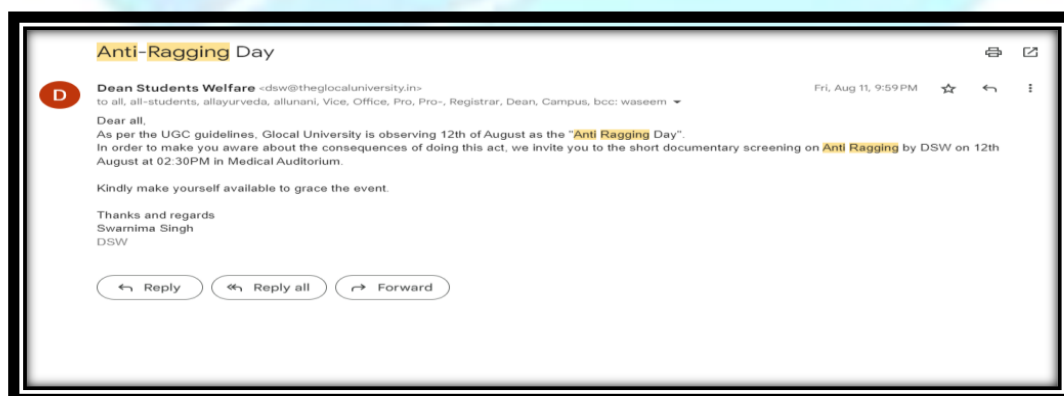 Anti-Ragging Day
D
Dean Students Welfare <dsw@theglocaluniversity.in>
Fri, Aug 11, 9:59 PM
to all, all-students, allayurveda, allunani, Vice, Office, Pro, Pro-, Registrar, Dean, Campus, bcc: waseem
Dear all,
As per the UGC guidelines, Glocal University is observing 12th of August as the "Anti Ragging Day".
In order to make you aware about the consequences of doing this act, we invite you to the short documentary screening on Anti Ragging by DSW on 12th
August at 02:30PM in Medical Auditorium.
Kindly make yourself available to grace the event.
Thanks and regards
Swarnima Singh
DSW
Reply
Reply all
Forward